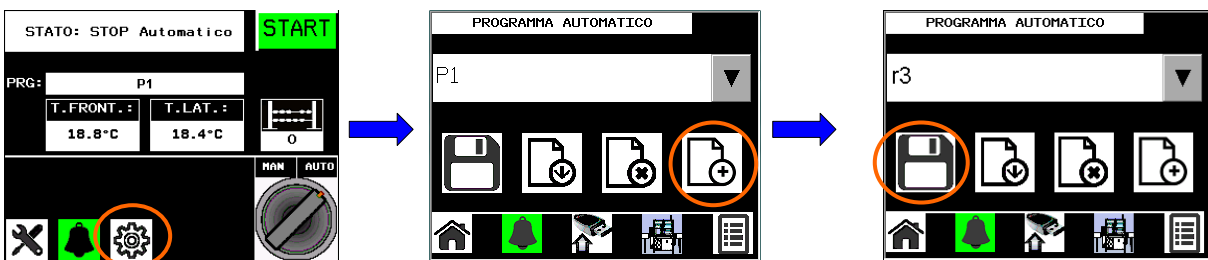 STATO: STOP Automatico
START
PRG:
P1
T.FRONT.:
T.LAT.:
18.8°C
18.4°C
0
MAN
AUTO
PROGRAMMA AUTOMATICO
P1
PROGRAMMA AUTOMATICO
r3